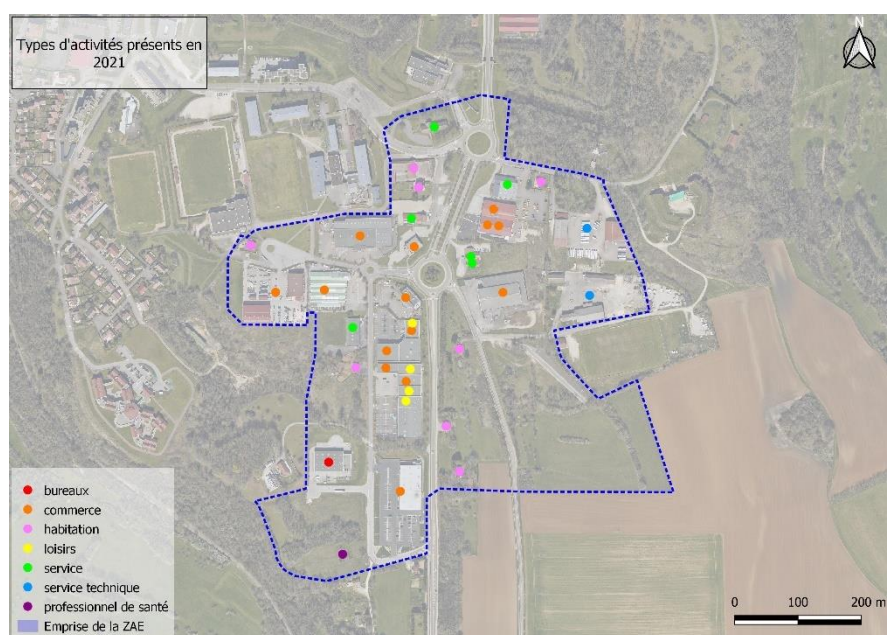 Types d'activités présents en
2021
N
bureaux
commerce
habitation
loisirs
service
service technique
professionnel de santé
Emprise de la ZAE
0 100 200 m